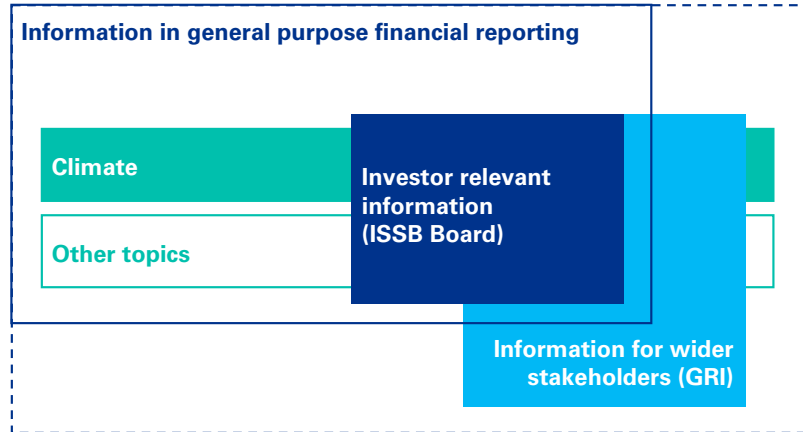 Information in general purpose financial reporting
Climate
Investor relevant
information
(ISSB Board)
Other topics
Information for wider
stakeholders (GRI)